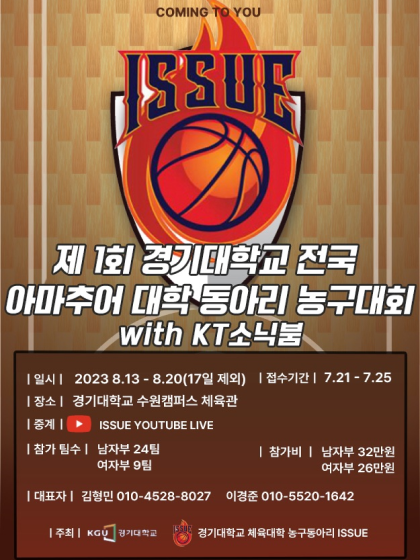 COMING TO YOU
ISSUE
제 1회 경기대학교 전국
아마추어 대학 동아리 농구대회
with KT소닉붐
| 일시 | 2023 8.13 - 8.20(17일 제외) | 접수기간 | 7.21 - 7.25
| 장소 | 경기대학교 수원캠퍼스 체육관
| 중계 | ISSUE YOUTUBE LIVE
| 참가 팀수 | 남자부 24팀 | 참가비 | 남자부 32만원
여자부 9팀 여자부 26만원
| 대표자 | 김형민 010-4528-8027 이경준 010-5520-1642
| 주최 | KGU 경기대학교 ISSUE 경기대학교 체육대학 농구동아리 ISSUE